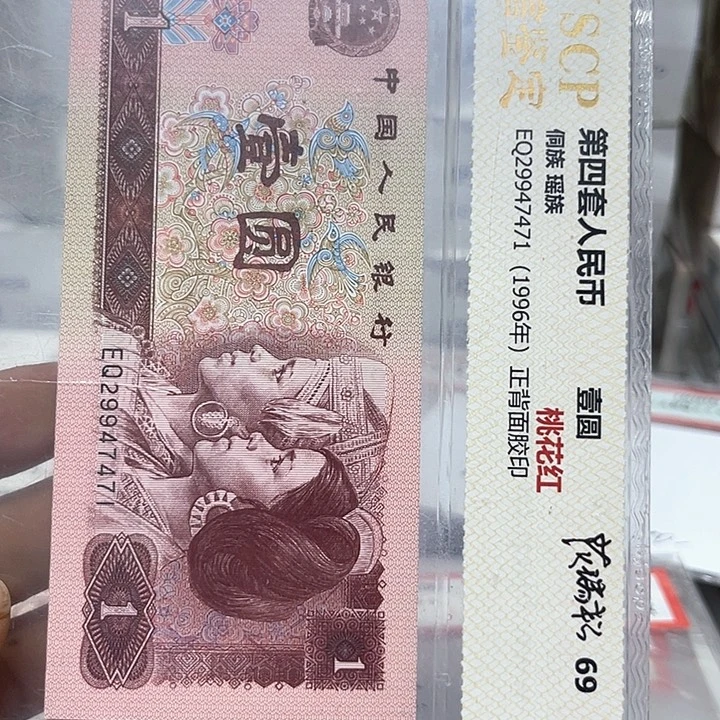 SCP
鉴定
第四套人民币 壹圆 69
侗族 瑶族 桃花红
EQ29947471（1996年）正背面胶印
中国人民银行
壹圆
1
EQ29947471
1
1